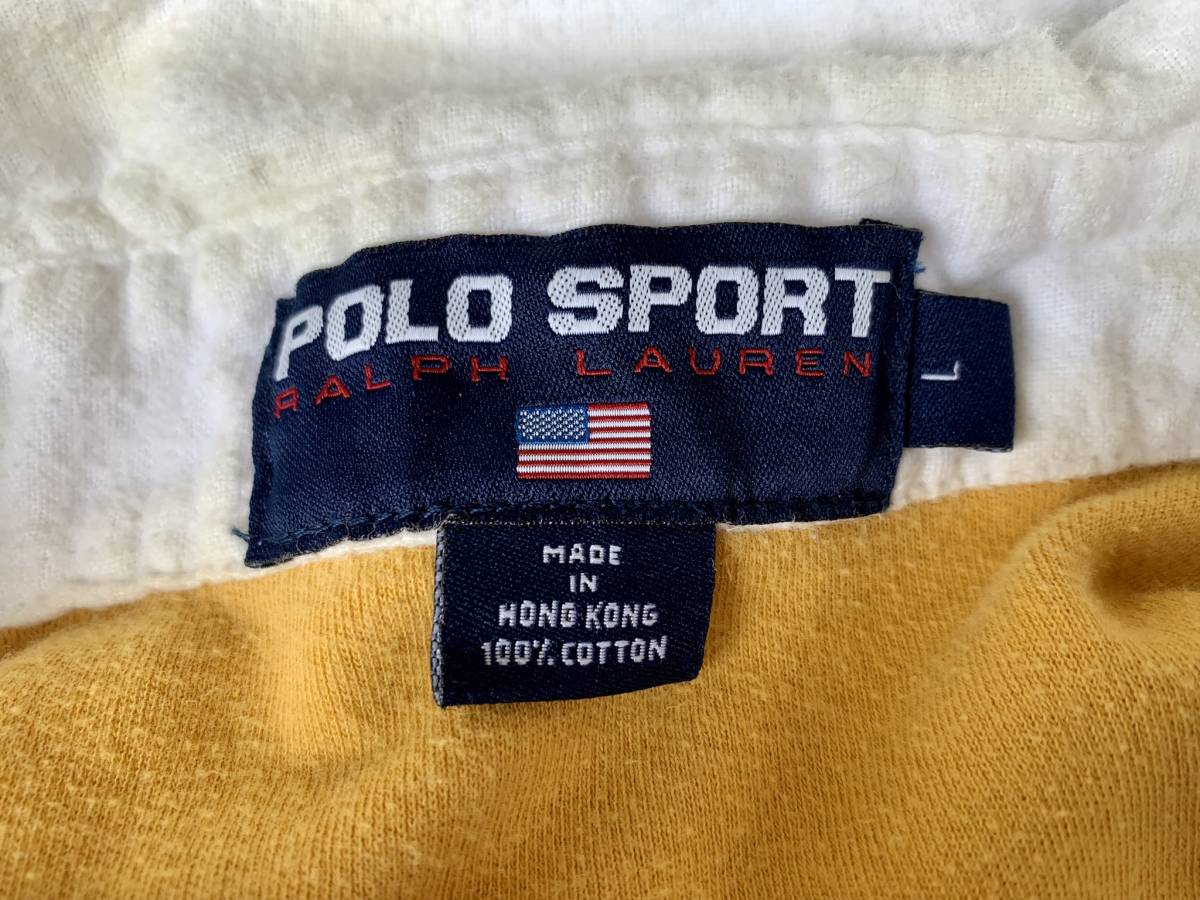 POLO SPORT
RALPH LAUREN
L
MADE
IN
HONG KONG
100% COTTON